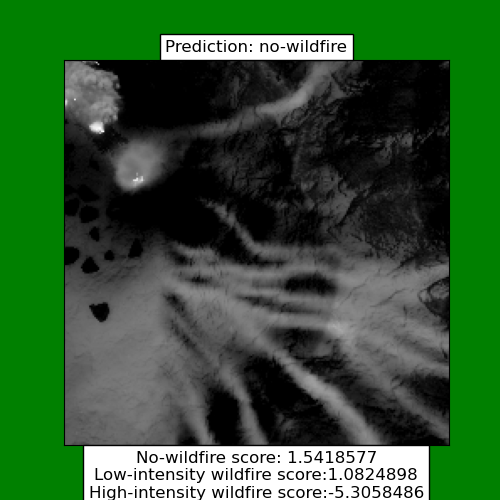 Prediction: no-wildfire
No-wildfire score: 1.5418577
Low-intensity wildfire score:1.0824898
High-intensity wildfire score:-5.3058486